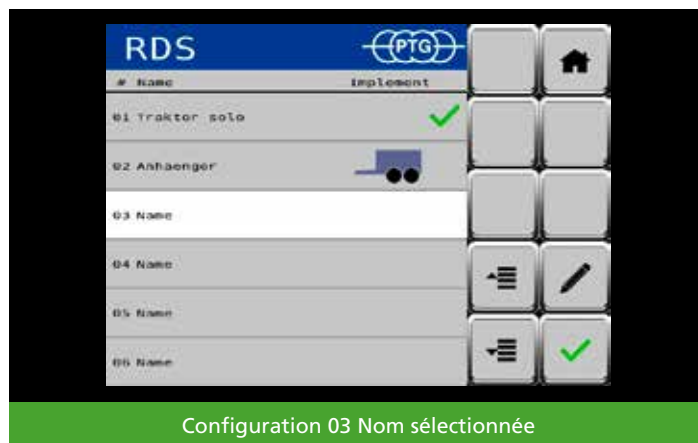 RDS PTG
# Name Implement
01 Traktor solo
02 Anhaenger
03 Name
04 Name
05 Name
06 Name
Configuration 03 Nom sélectionnée